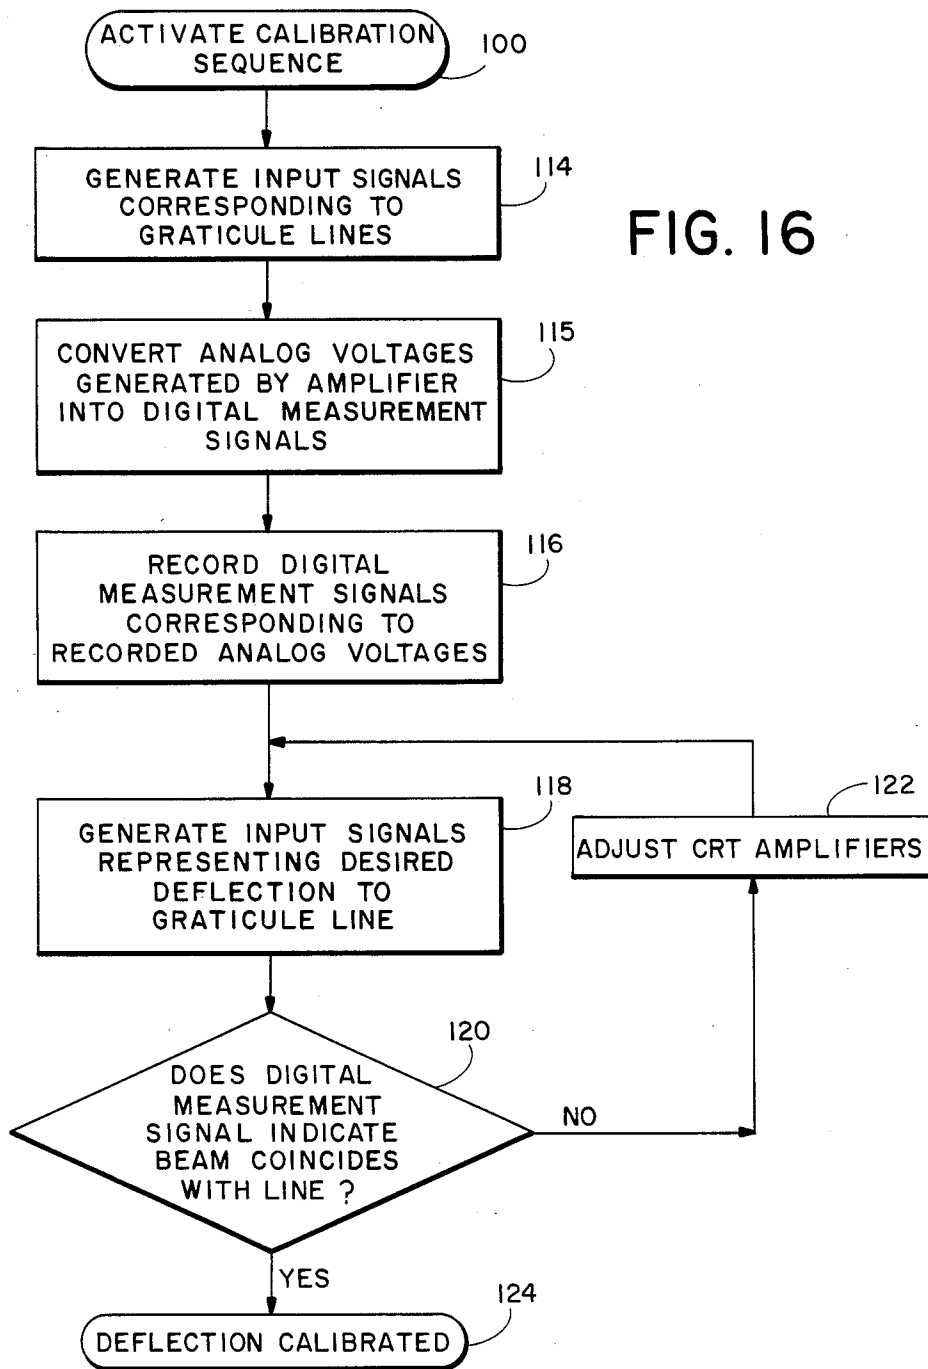 ACTIVATE CALIBRATION
SEQUENCE
100
GENERATE INPUT SIGNALS
CORRESPONDING TO
GRATICULE LINES
114
FIG. 16
CONVERT ANALOG VOLTAGES
GENERATED BY AMPLIFIER
INTO DIGITAL MEASUREMENT
SIGNALS
115
RECORD DIGITAL
MEASUREMENT SIGNALS
CORRESPONDING TO
RECORDED ANALOG VOLTAGES
116
GENERATE INPUT SIGNALS
REPRESENTING DESIRED
DEFLECTION TO
GRATICULE LINE
118
ADJUST CRT AMPLIFIERS
122
DOES DIGITAL
MEASUREMENT
SIGNAL INDICATE
BEAM COINCIDES
WITH LINE ?
120
NO
YES
DEFLECTION CALIBRATED
124